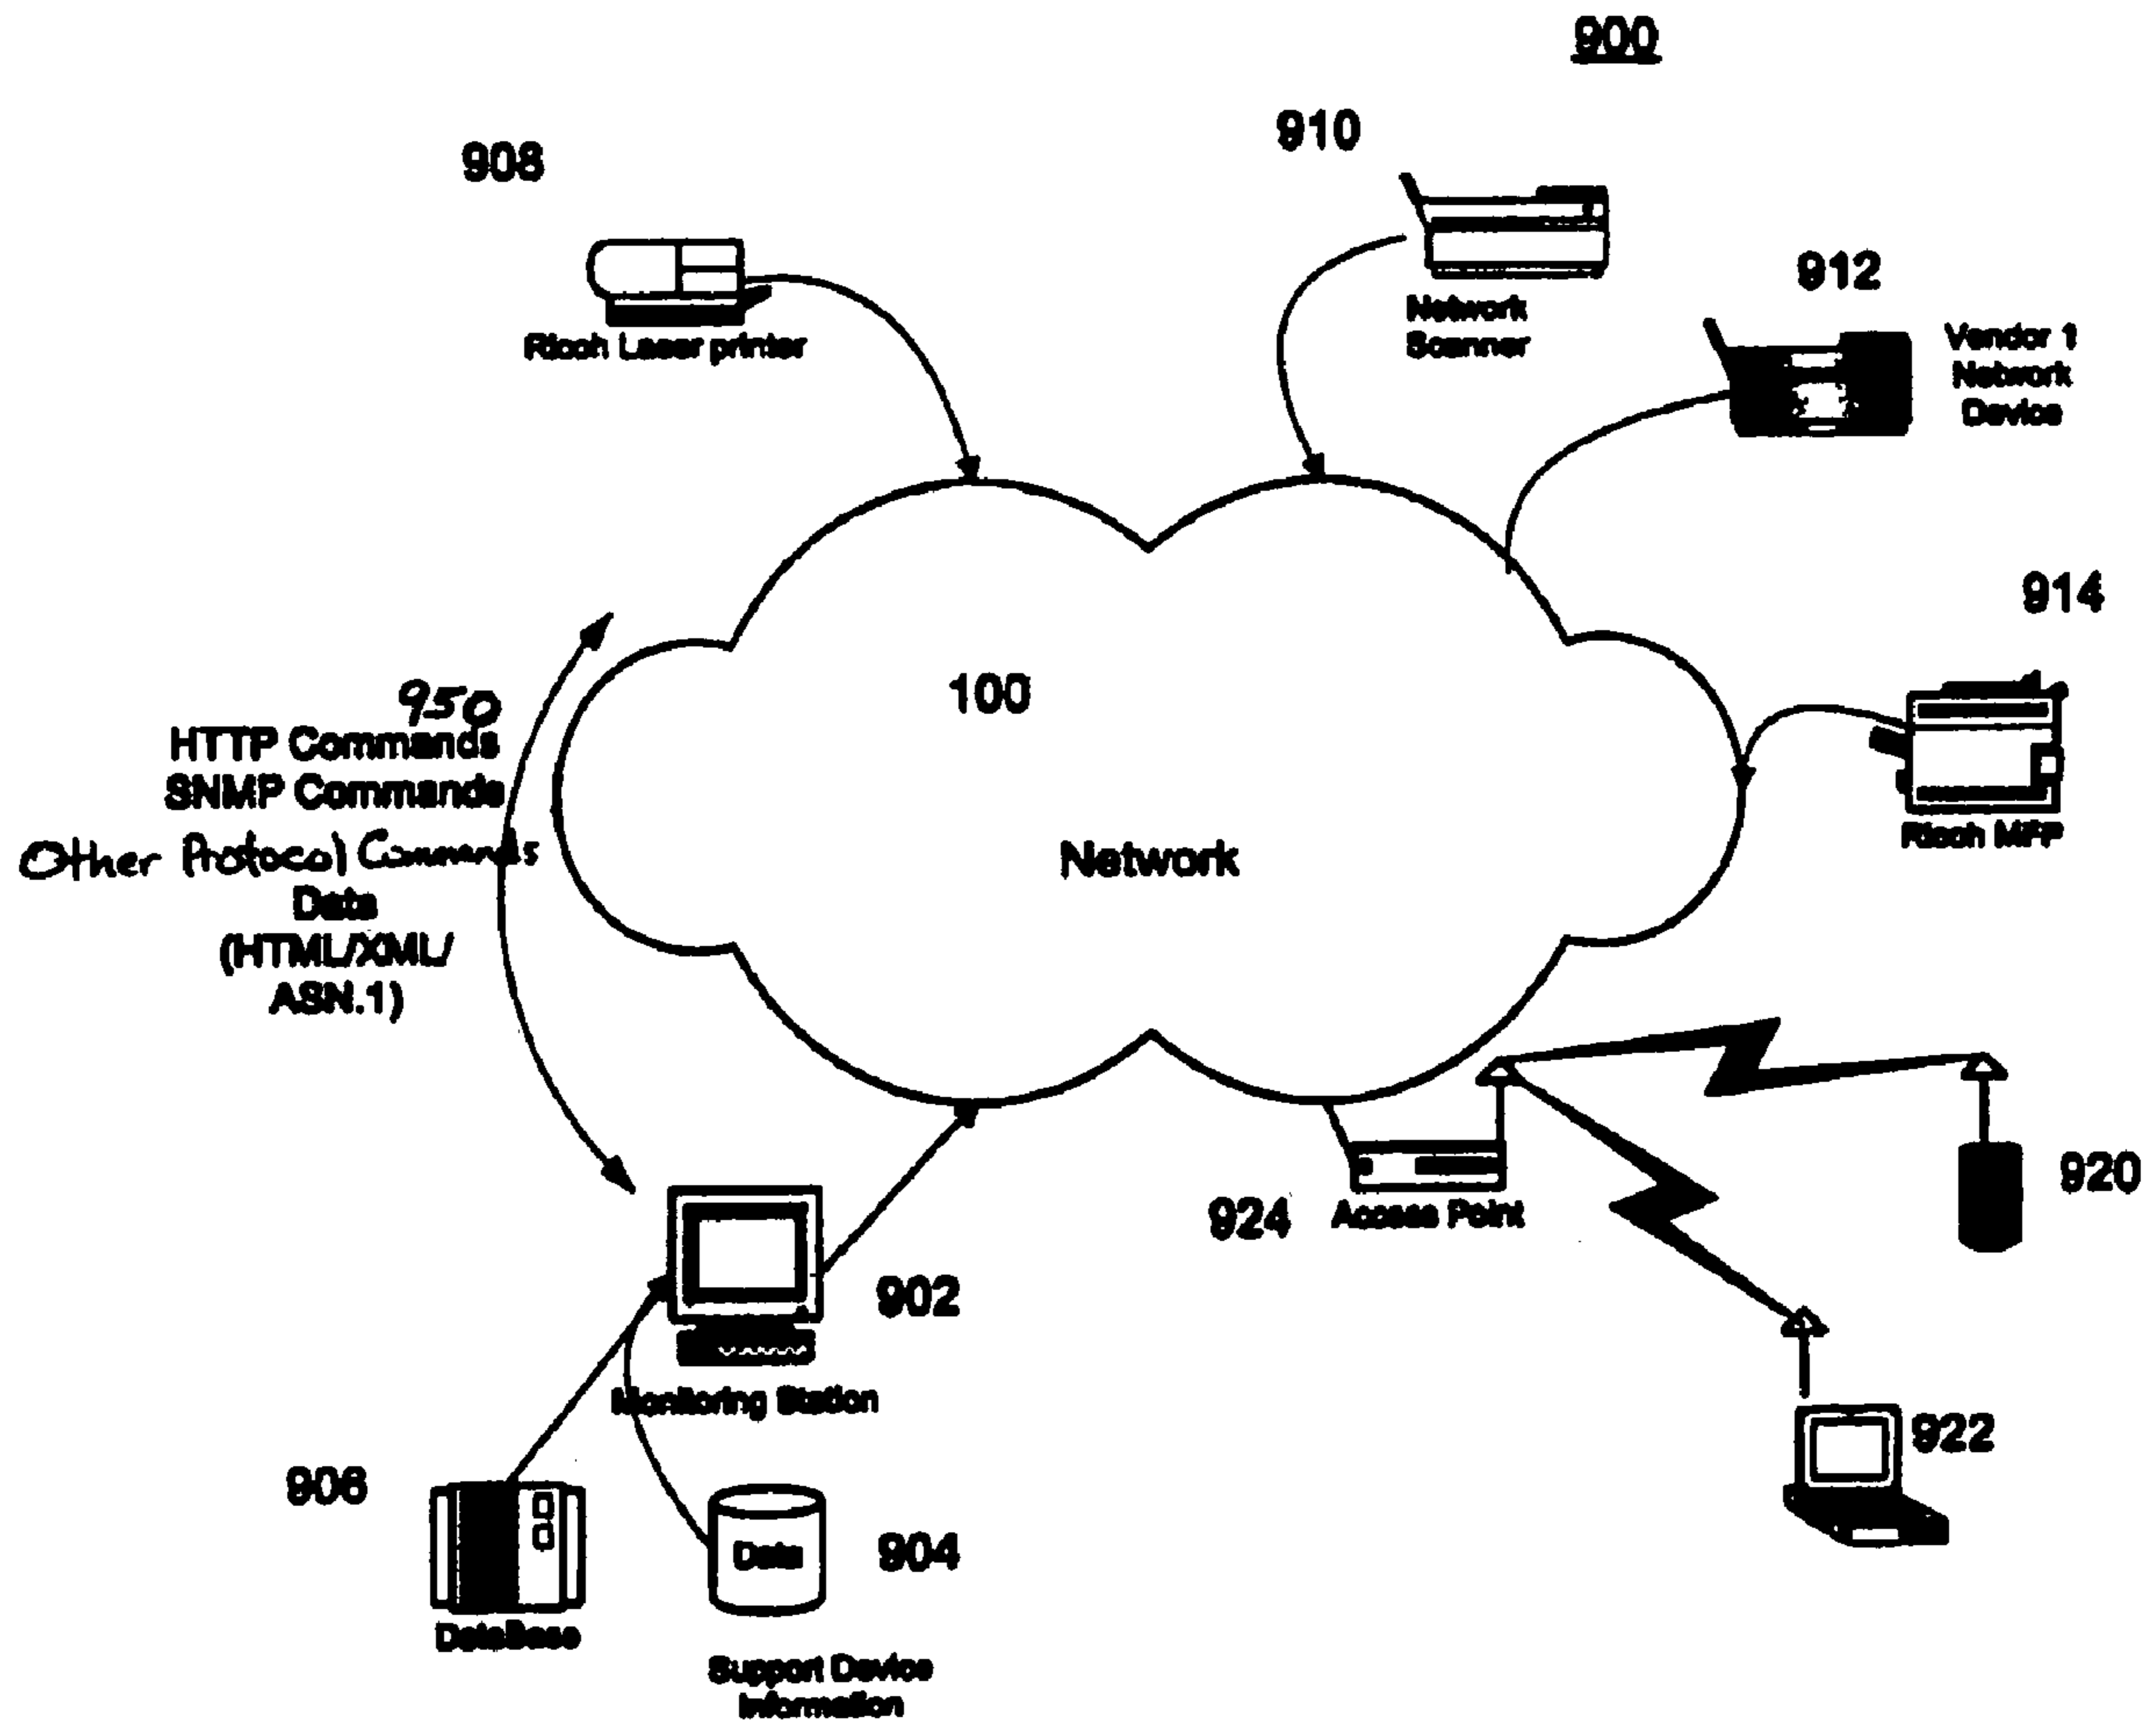 900
910
908
912
Ricoh Laser printer
Network
Scanner
Vendor 1
Network
Device
914
100
950
HTTP Commands
SNMP Commands
Other Protocol Commands
Data
(HTML/XML/
ASN.1)
Network
Ricoh MFP
920
924
Access Point
902
Monitoring Station
922
906
904
Data
DataBase
Support Device
Information